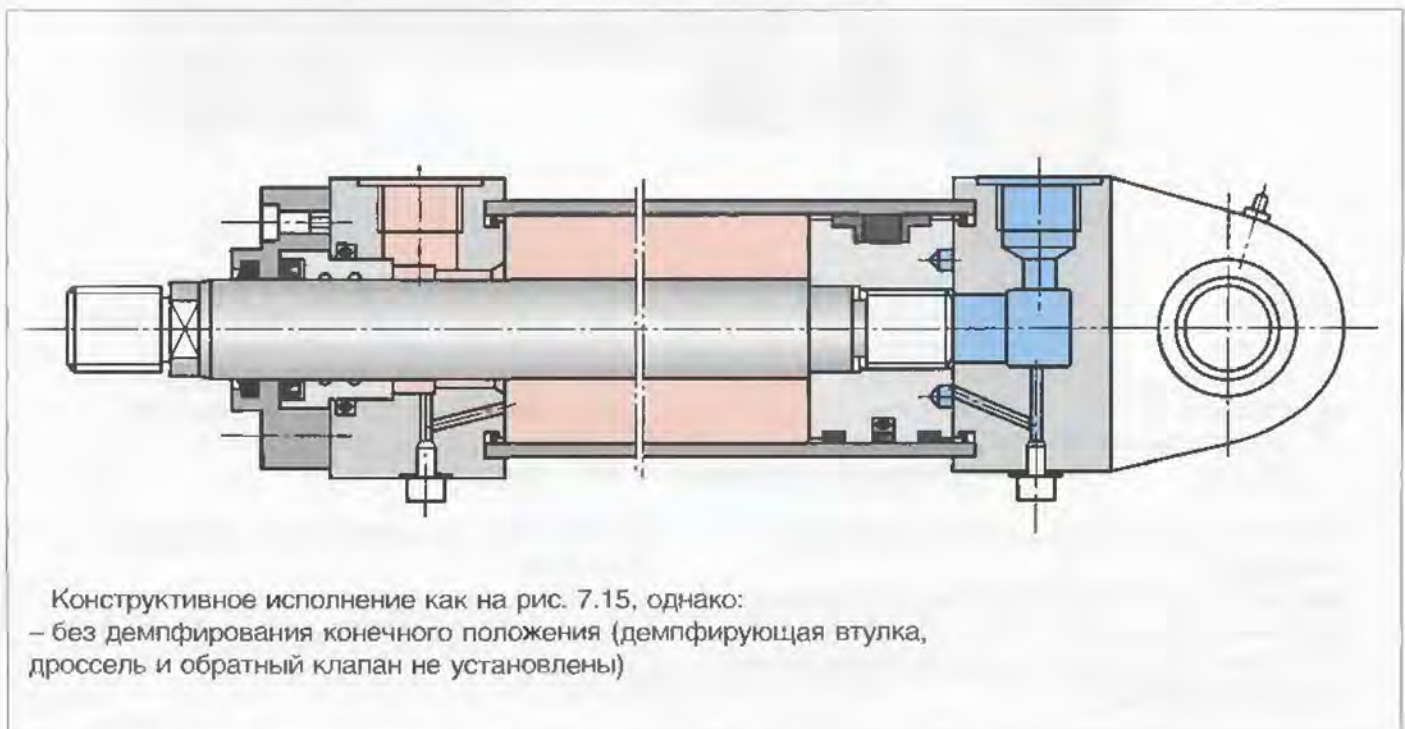 Конструктивное исполнение как на рис. 7.15, однако:
– без демпфирования конечного положения (демпфирующая втулка,
дроссель и обратный клапан не установлены)